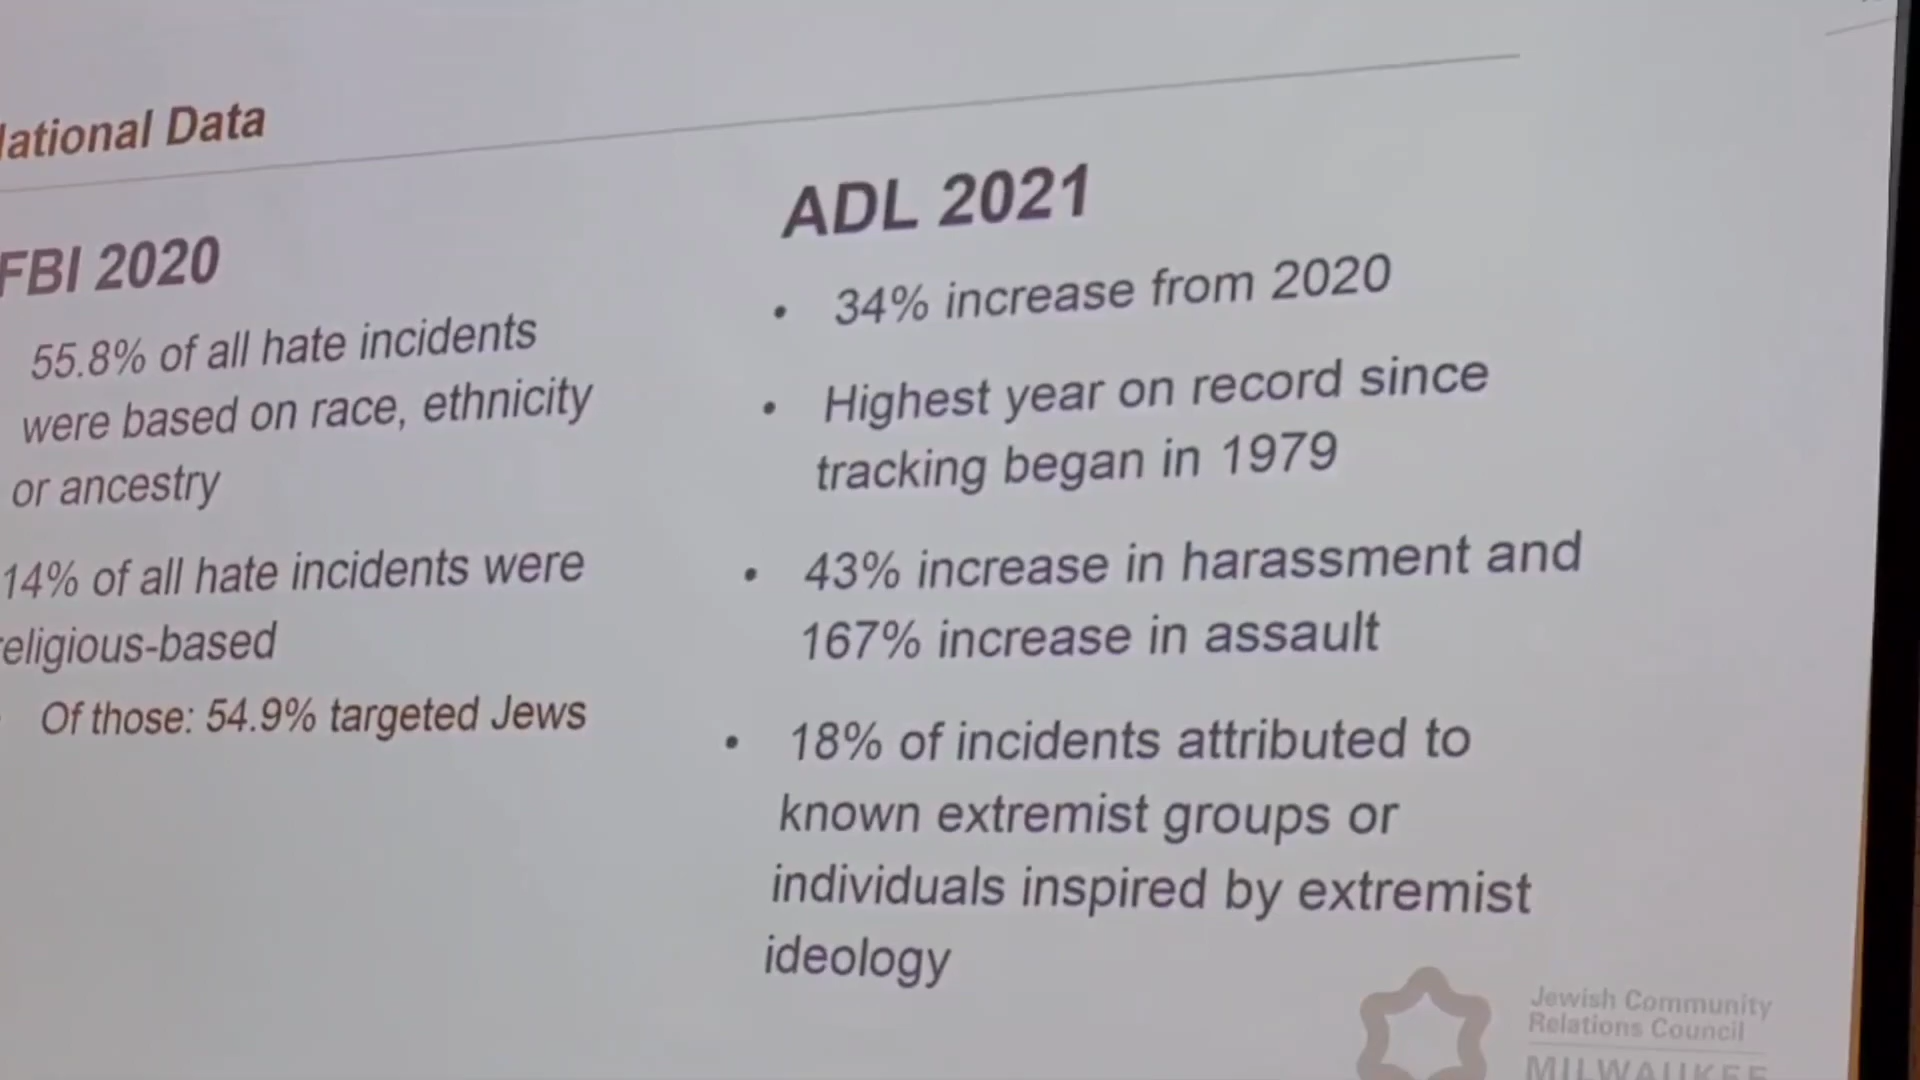 National Data
FBI 2020
55.8% of all hate incidents
were based on race, ethnicity
or ancestry
14% of all hate incidents were
religious-based
Of those: 54.9% targeted Jews
ADL 2021
• 34% increase from 2020
• Highest year on record since
tracking began in 1979
• 43% increase in harassment and
167% increase in assault
• 18% of incidents attributed to
known extremist groups or
individuals inspired by extremist
ideology
Jewish Community
Relations Council
MILWAUKEE